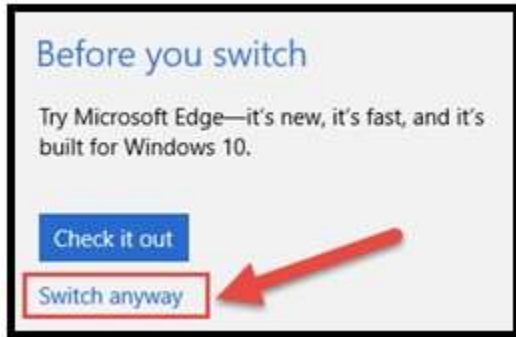 Before you switch
Try Microsoft Edge—it's new, it's fast, and it's
built for Windows 10.
Check it out
Switch anyway